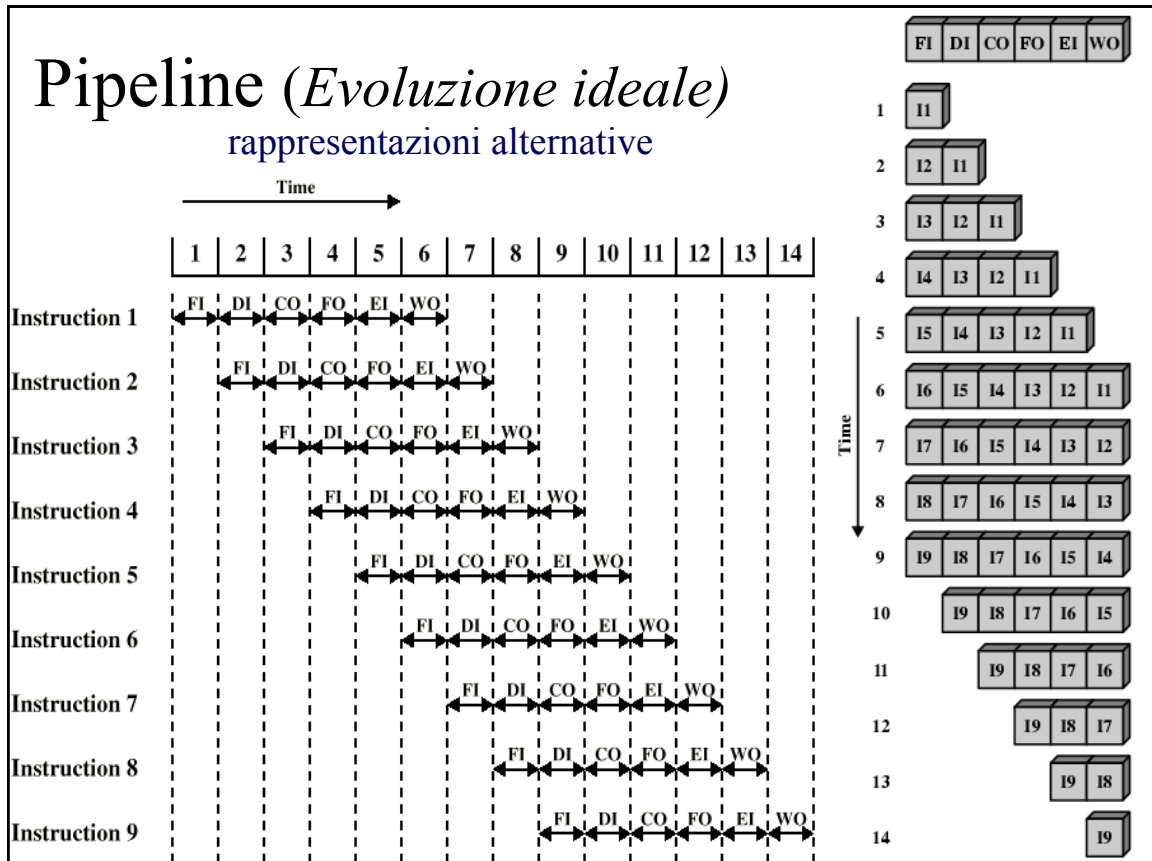 Pipeline (Evoluzione ideale)
rappresentazioni alternative
Time
1 2 3 4 5 6 7 8 9 10 11 12 13 14
Instruction 1 FI DI CO FO EI WO
Instruction 2 FI DI CO FO EI WO
Instruction 3 FI DI CO FO EI WO
Instruction 4 FI DI CO FO EI WO
Instruction 5 FI DI CO FO EI WO
Instruction 6 FI DI CO FO EI WO
Instruction 7 FI DI CO FO EI WO
Instruction 8 FI DI CO FO EI WO
Instruction 9 FI DI CO FO EI WO
FI DI CO FO EI WO
1 I1
2 I2 I1
3 I3 I2 I1
4 I4 I3 I2 I1
5 I5 I4 I3 I2 I1
6 I6 I5 I4 I3 I2 I1
Time
7 I7 I6 I5 I4 I3 I2
8 I8 I7 I6 I5 I4 I3
9 I9 I8 I7 I6 I5 I4
10 I9 I8 I7 I6 I5
11 I9 I8 I7 I6
12 I9 I8 I7
13 I9 I8
14 I9